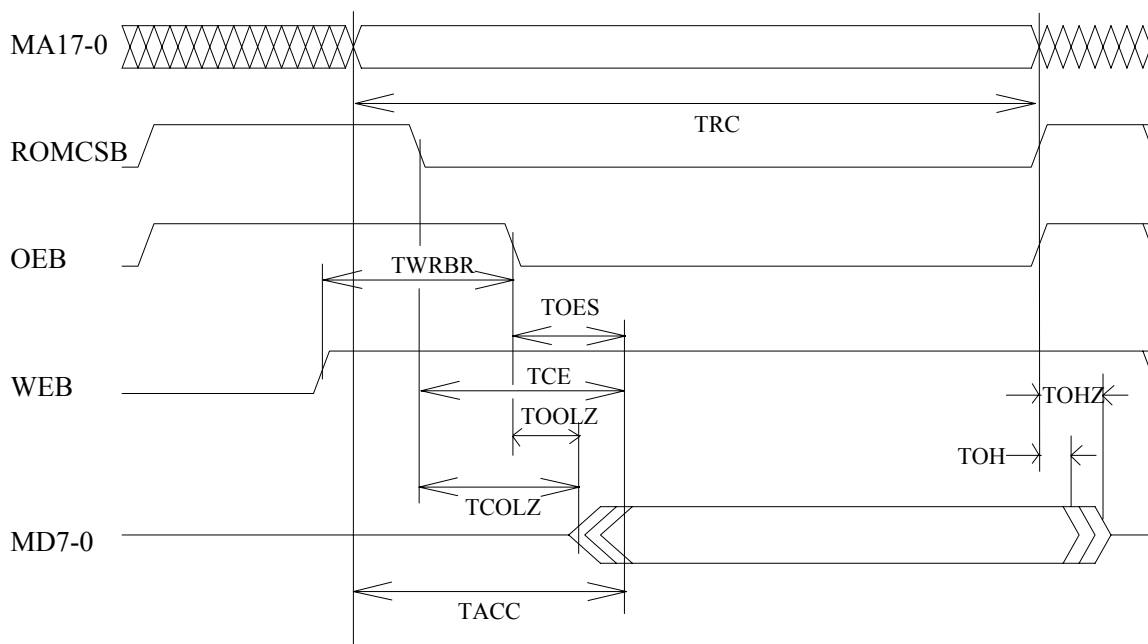 MA17-0
TRC
ROMCSB
OEB
TWRBR
TOES
WEB
TCE
TOHZ
TOOLZ
TOH
TCOLZ
MD7-0
TACC